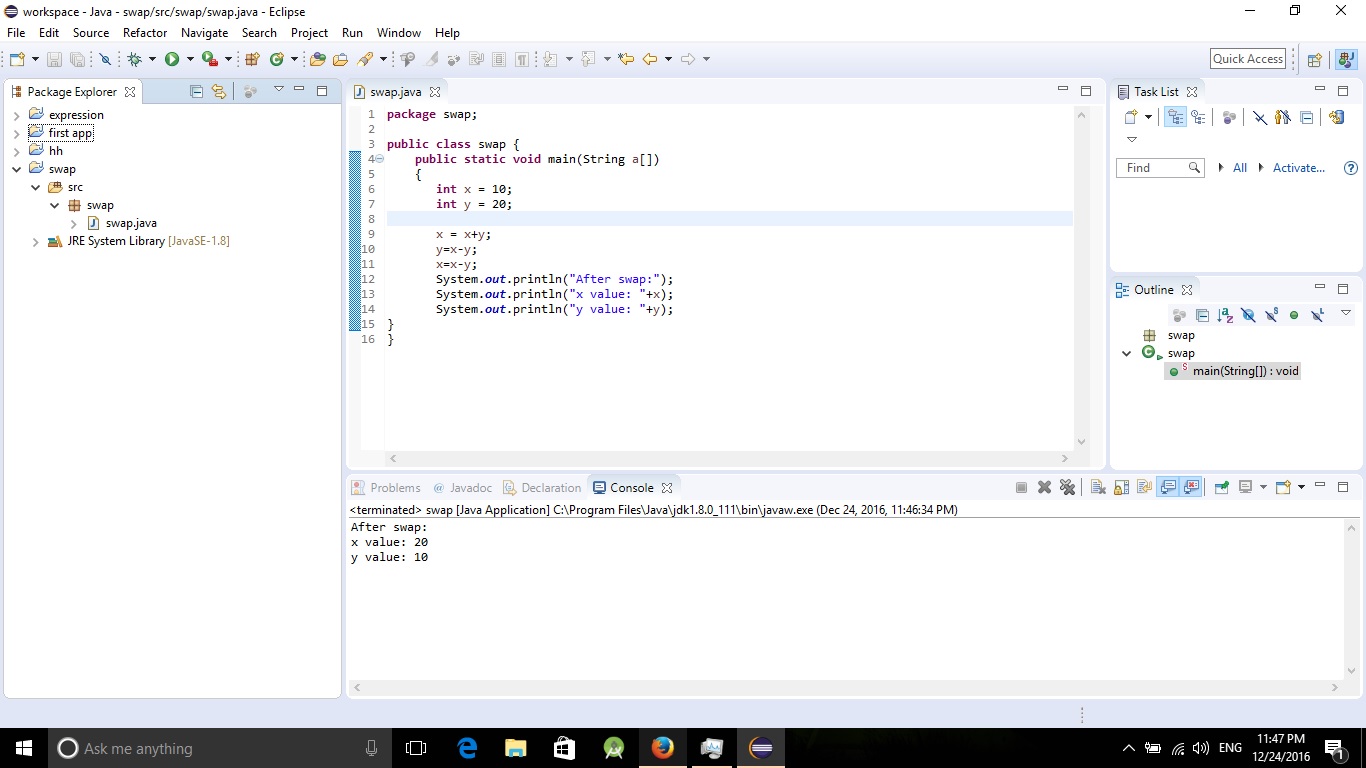 workspace - Java - swap/src/swap/swap.java - Eclipse
File Edit Source Refactor Navigate Search Project Run Window Help
Quick Access
Package Explorer
expression
first app
hh
swap
src
swap
swap.java
JRE System Library [JavaSE-1.8]
swap.java
1 package swap;
2
3 public class swap {
4 public static void main(String a[])
5 {
6 int x = 10;
7 int y = 20;
8
9 x = x+y;
10 y=x-y;
11 x=x-y;
12 System.out.println("After swap:");
13 System.out.println("x value: "+x);
14 System.out.println("y value: "+y);
15 }
16 }
Task List
Find All Activate...
Outline
swap
swap
main(String[]) : void
Problems Javadoc Declaration Console
<terminated> swap [Java Application] C:\Program Files\Java\jdk1.8.0_111\bin\javaw.exe (Dec 24, 2016, 11:46:34 PM)
After swap:
x value: 20
y value: 10
Ask me anything
ENG
11:47 PM
12/24/2016
1